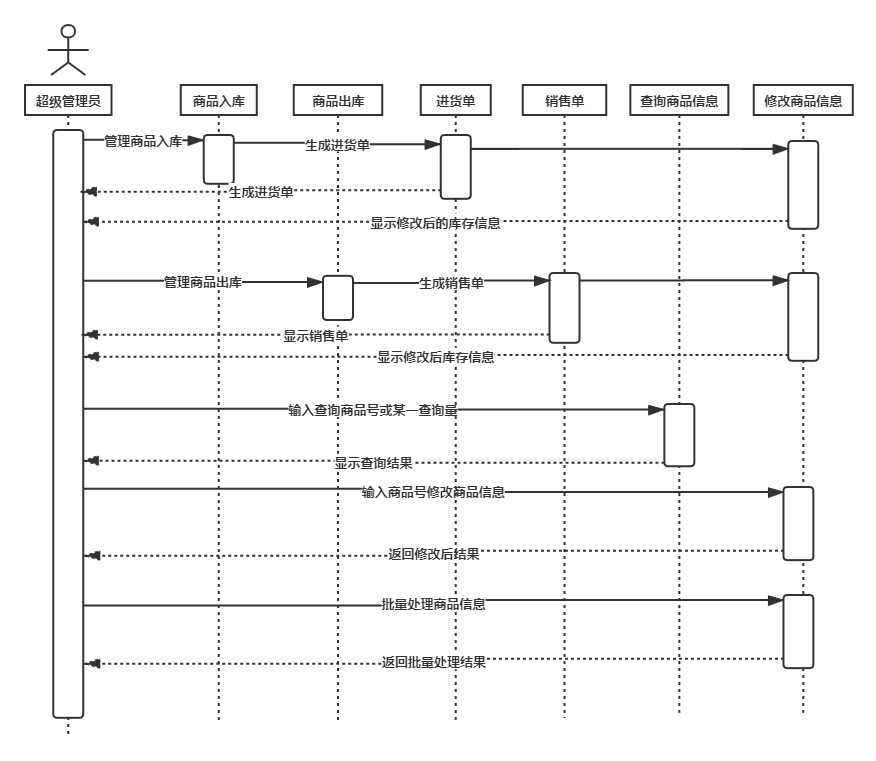 超级管理员
商品入库
商品出库
进货单
销售单
查询商品信息
修改商品信息
管理商品入库
生成进货单
生成进货单
显示修改后的库存信息
管理商品出库
生成销售单
显示销售单
显示修改后库存信息
输入查询商品号或某一查询量
显示查询结果
输入商品号修改商品信息
返回修改后结果
批量处理商品信息
返回批量处理结果